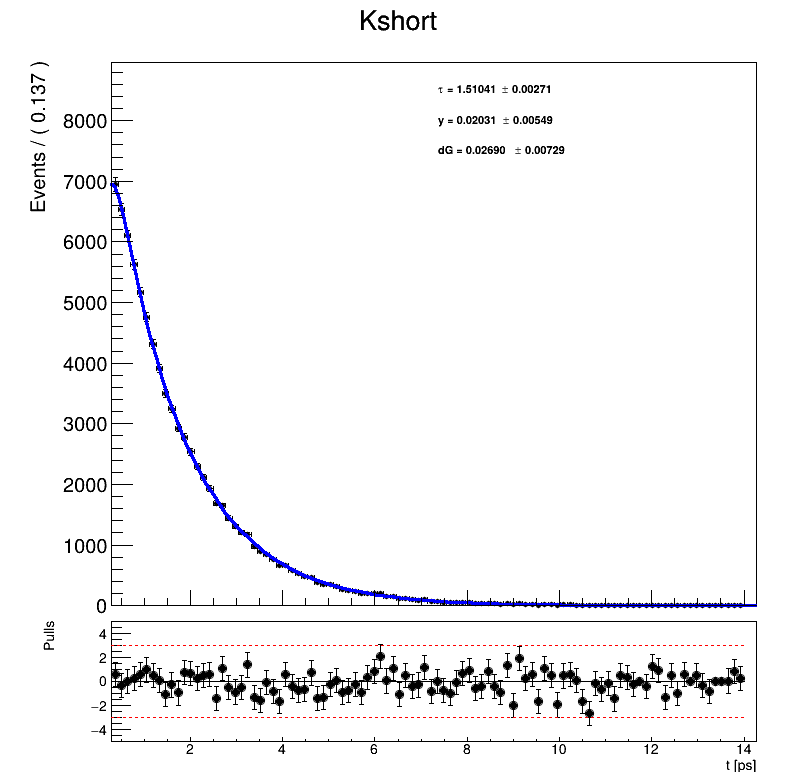 Kshort
Events / ( 0.137 )
τ = 1.51041 ± 0.00271
y = 0.02031 ± 0.00549
dG = 0.02690 ± 0.00729
8000
7000
6000
5000
4000
3000
2000
1000
0
Pulls
4
2
0
−2
−4
2 4 6 8 10 12 14
t [ps]